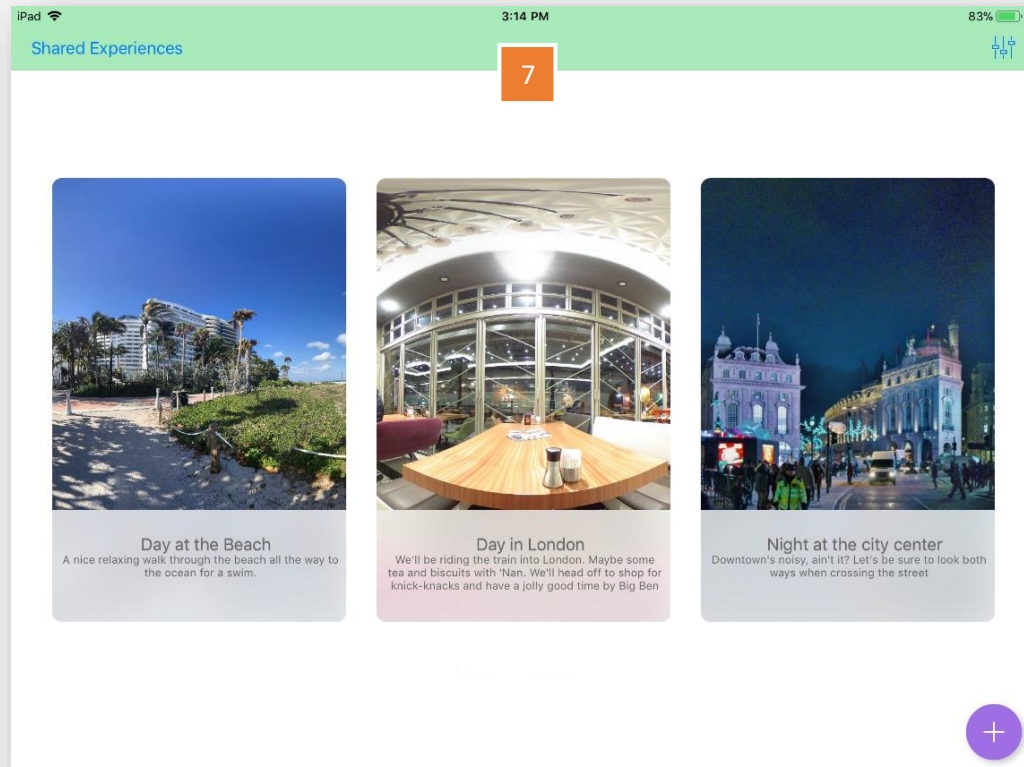 iPad
3:14 PM
83%
Shared Experiences
7
Day at the Beach
A nice relaxing walk through the beach all the way to
the ocean for a swim.
Day in London
We'll be riding the train into London. Maybe some
tea and biscuits with 'Nan. We'll head off to shop for
knick-knacks and have a jolly good time by Big Ben
Night at the city center
Downtown's noisy, ain't it? Let's be sure to look both
ways when crossing the street